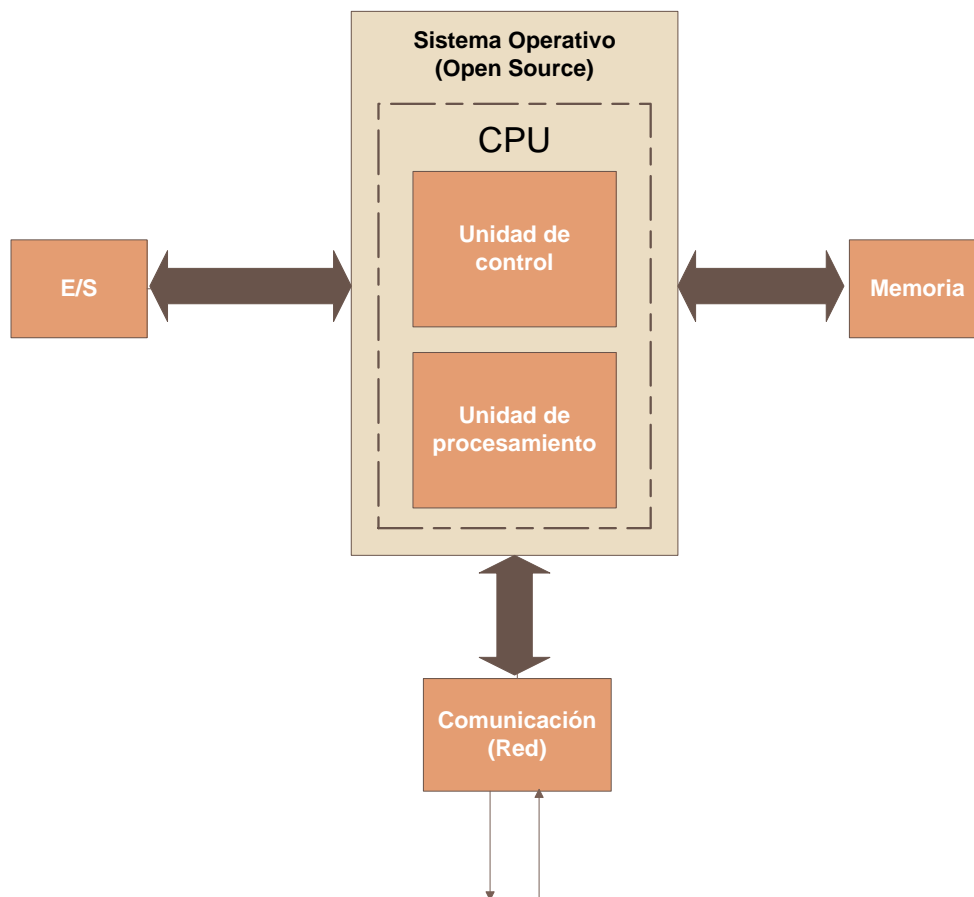 Sistema Operativo
(Open Source)
CPU
Unidad de
control
E/S
Memoria
Unidad de
procesamiento
Comunicación
(Red)